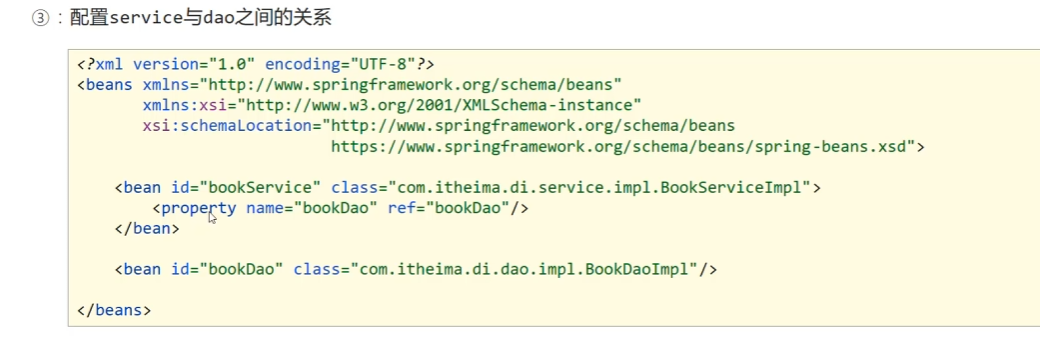 ③：配置service与dao之间的关系
<?xml version="1.0" encoding="UTF-8"?>
<beans xmlns="http://www.springframework.org/schema/beans"
xmlns:xsi="http://www.w3.org/2001/XMLSchema-instance"
xsi:schemaLocation="http://www.springframework.org/schema/beans
https://www.springframework.org/schema/beans/spring-beans.xsd">
<bean id="bookService" class="com.itheima.di.service.impl.BookServiceImpl">
<property name="bookDao" ref="bookDao"/>
</bean>
<bean id="bookDao" class="com.itheima.di.dao.impl.BookDaoImpl"/>
</beans>